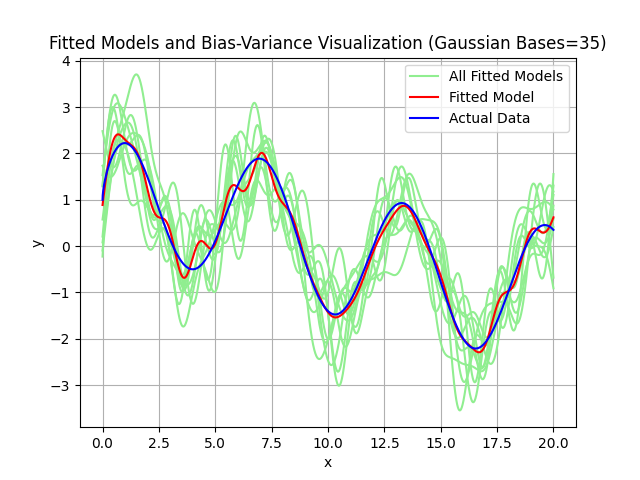 Fitted Models and Bias-Variance Visualization (Gaussian Bases=35)
All Fitted Models
Fitted Model
Actual Data
4
3
2
1
0
−1
−2
−3
y
0.0 2.5 5.0 7.5 10.0 12.5 15.0 17.5 20.0
x